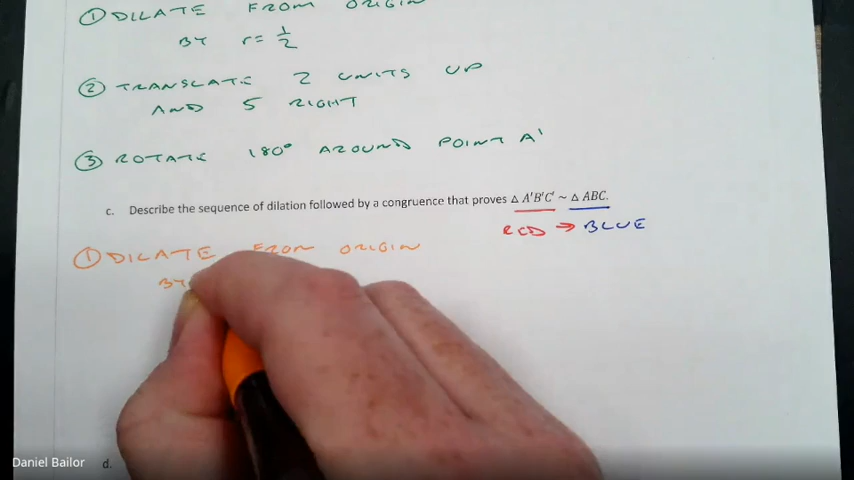 ① DILATE FROM ORIGIN
BY r = 1/2
② TRANSLATE 2 UNITS UP
AND 5 RIGHT
③ ROTATE 180° AROUND POINT A'
c. Describe the sequence of dilation followed by a congruence that proves △ A'B'C' ~ △ ABC.
RED → BLUE
① DILATE FROM ORIGIN
BY
Daniel Bailor d.